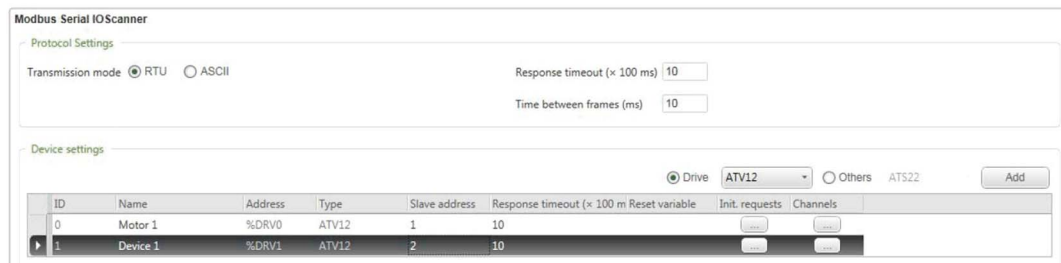 Modbus Serial IOScanner
Protocol Settings
Transmission mode RTU ASCII Response timeout (× 100 ms) 10
Time between frames (ms) 10
Device settings
Drive ATV12 Others ATS22 Add
ID Name Address Type Slave address Response timeout (× 100 m Reset variable Init. requests Channels
0 Motor 1 %DRV0 ATV12 1 10 ... ...
1 Device 1 %DRV1 ATV12 2 10 ... ...